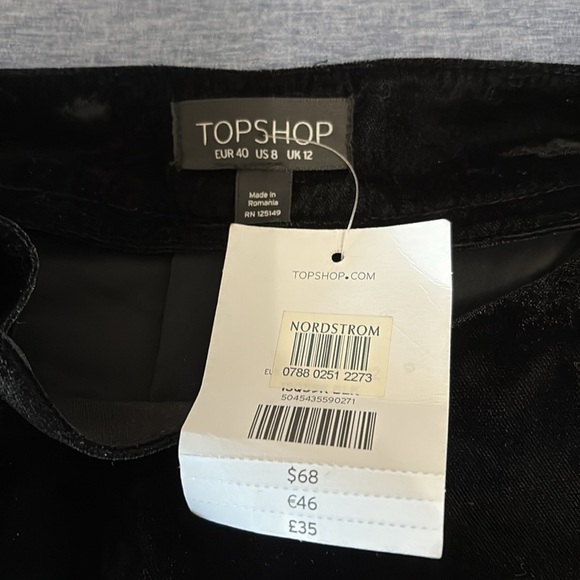 TOPSHOP
EUR 40 US 8 UK 12
Made in
Romania
RN 125149
TOPSHOP.COM
NORDSTROM
EU
0788 0251 2273
5045435590271
$68
€46
£35